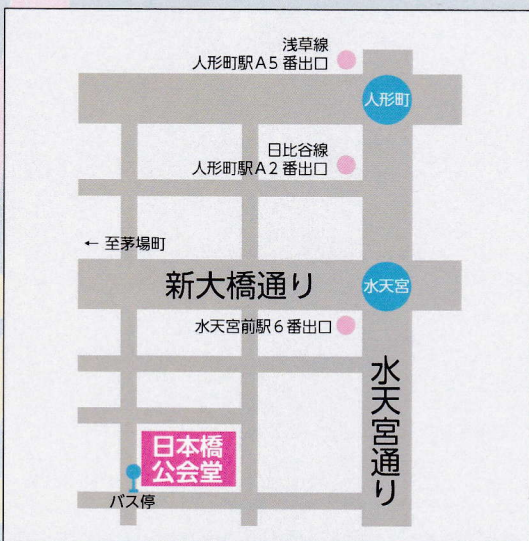 浅草線
人形町駅A5番出口
人形町
日比谷線
人形町駅A2番出口
← 至茅場町
新大橋通り
水天宮
水天宮前駅6番出口
水天宮通り
日本橋
公会堂
バス停